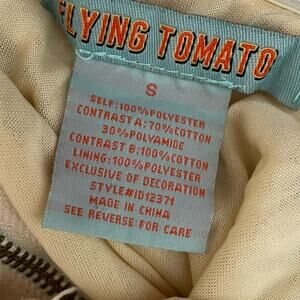 FLYING TOMATO
S
SELF:100%POLYESTER
CONTRAST A:70%COTTON
30%POLYAMIDE
CONTRAST B:100%COTTON
LINING:100%POLYESTER
EXCLUSIVE OF DECORATION
STYLE#ID12371
MADE IN CHINA
SEE REVERSE FOR CARE